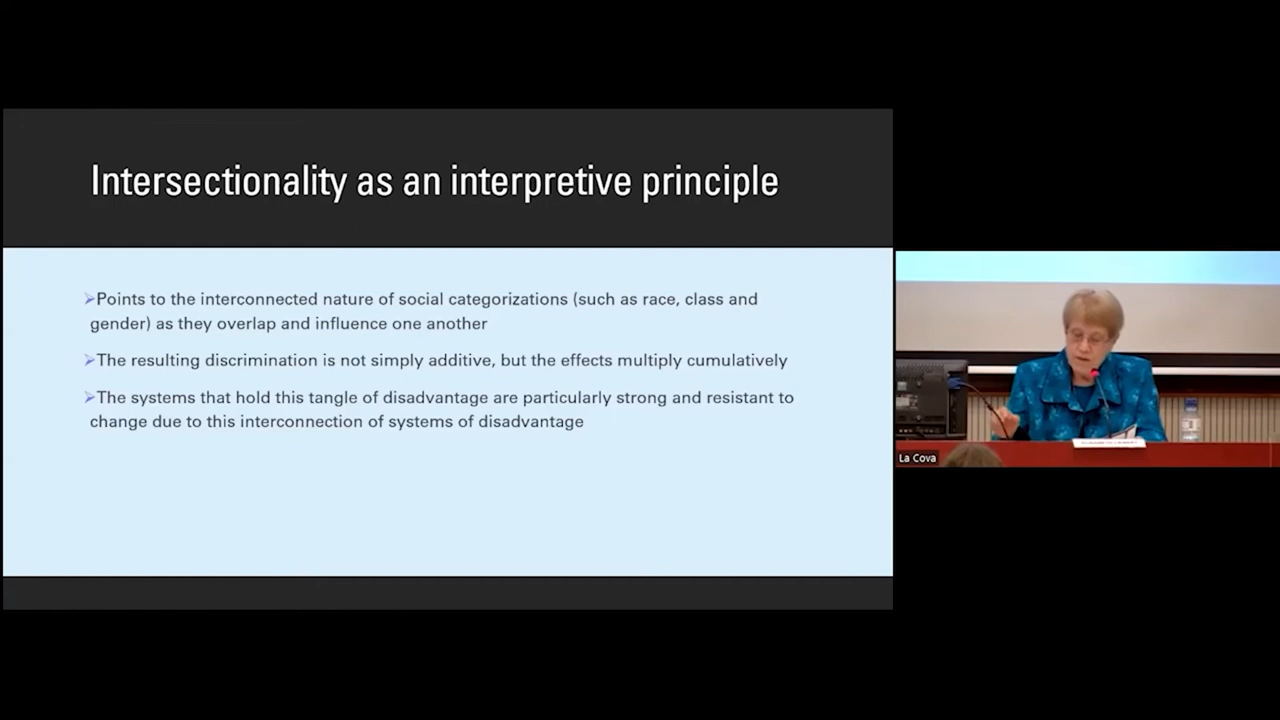 Intersectionality as an interpretive principle
➢Points to the interconnected nature of social categorizations (such as race, class and
gender) as they overlap and influence one another
➢The resulting discrimination is not simply additive, but the effects multiply cumulatively
➢The systems that hold this tangle of disadvantage are particularly strong and resistant to
change due to this interconnection of systems of disadvantage
La Cova